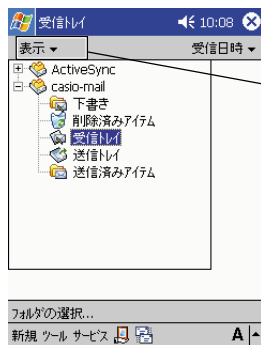 受信トレイ 10:08
表示 受信日時
ActiveSync
casio-mail
下書き
削除済みアイテム
受信トレイ
送信トレイ
送信済みアイテム
フォルダの選択...
新規 ツール サービス A